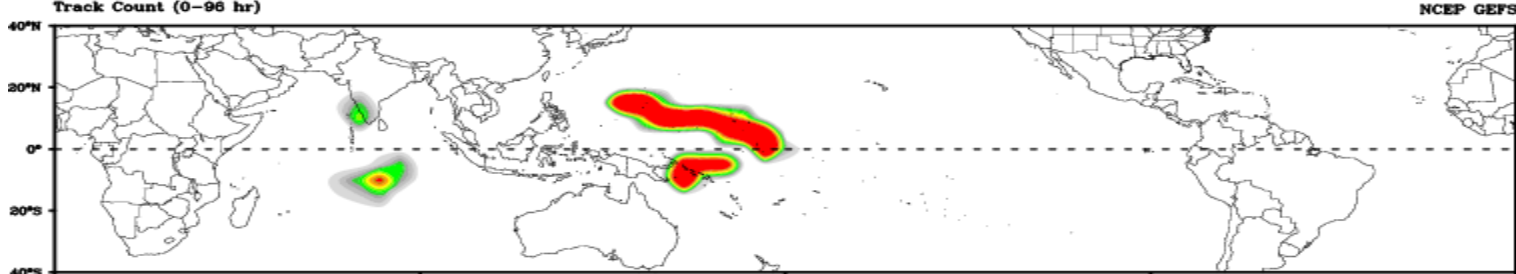 Track Count (0–96 hr)
NCEP GEFS
40°N
20°N
0°
20°S
40°S